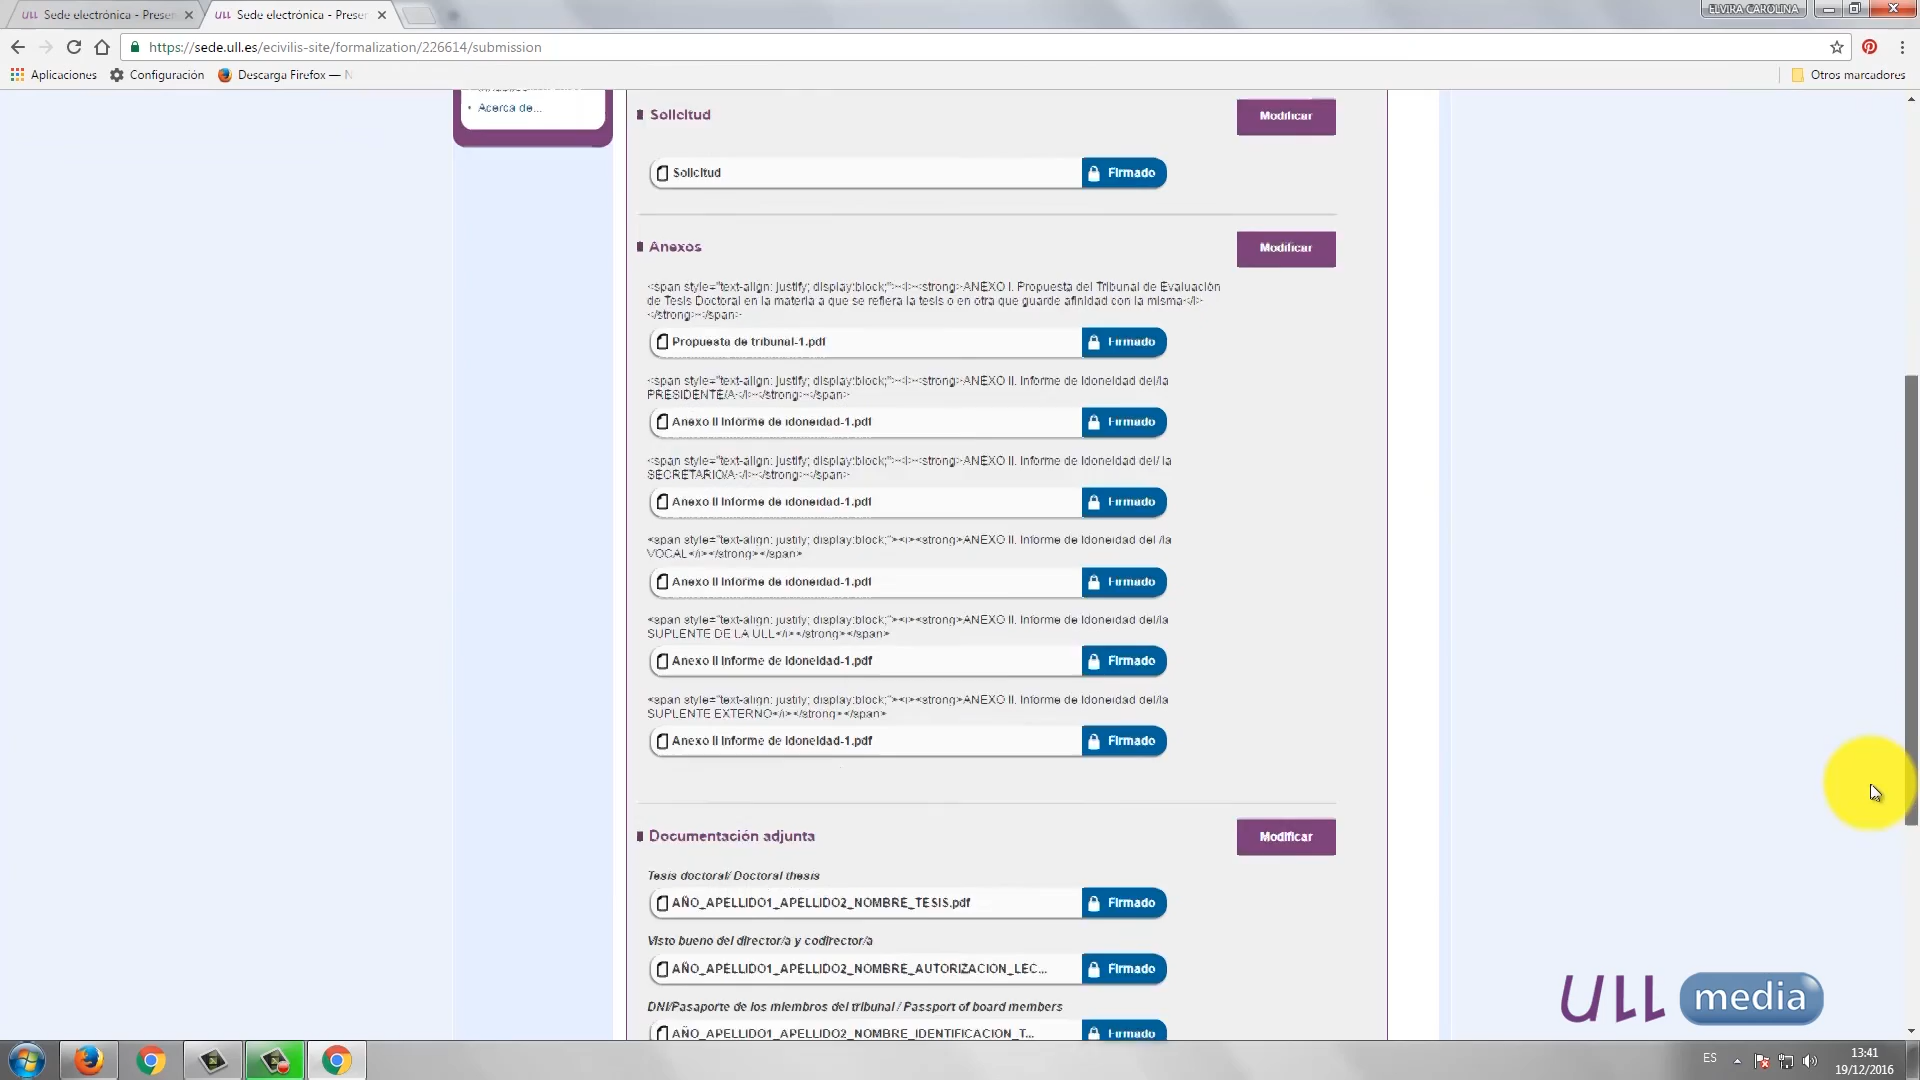 ULL Sede electrónica - Presen
ULL Sede electrónica - Presen
ELVIRA CAROLINA
https://sede.ull.es/ecivilis-site/formalization/226614/submission
Aplicaciones
Configuración
Descarga Firefox — N
Otros marcadores
Acerca de...
Solicitud
Modificar
Solicitud
Firmado
Anexos
Modificar
<span style="text-align: justify; display:block;"><i><strong>ANEXO I. Propuesta del Tribunal de Evaluación
de Tesis Doctoral en la materia a que se refiera la tesis o en otra que guarde afinidad con la misma</i>
</strong></span>
Propuesta de tribunal-1.pdf
Firmado
<span style="text-align: justify; display:block;"><i><strong>ANEXO II. Informe de Idoneidad del/la
PRESIDENTE/A</i></strong></span>
Anexo II Informe de idoneidad-1.pdf
Firmado
<span style="text-align: justify; display:block;"><i><strong>ANEXO II. Informe de Idoneidad del/ la
SECRETARIO/A</i></strong></span>
Anexo II Informe de idoneidad-1.pdf
Firmado
<span style="text-align: justify; display:block;"><i><strong>ANEXO II. Informe de Idoneidad del /la
VOCAL</i></strong></span>
Anexo II Informe de idoneidad-1.pdf
Firmado
<span style="text-align: justify; display:block;"><i><strong>ANEXO II. Informe de Idoneidad del/la
SUPLENTE DE LA ULL</i></strong></span>
Anexo II Informe de idoneidad-1.pdf
Firmado
<span style="text-align: justify; display:block;"><i><strong>ANEXO II. Informe de Idoneidad del/la
SUPLENTE EXTERNO</i></strong></span>
Anexo II Informe de idoneidad-1.pdf
Firmado
Documentación adjunta
Modificar
Tesis doctoral/ Doctoral thesis
AÑO_APELLIDO1_APELLIDO2_NOMBRE_TESIS.pdf
Firmado
Visto bueno del director/a y codirector/a
AÑO_APELLIDO1_APELLIDO2_NOMBRE_AUTORIZACION_LEC...
Firmado
DNI/Pasaporte de los miembros del tribunal / Passport of board members
AÑO_APELLIDO1_APELLIDO2_NOMBRE_IDENTIFICACION_T...
Firmado
ULL media
ES
13:41
19/12/2016